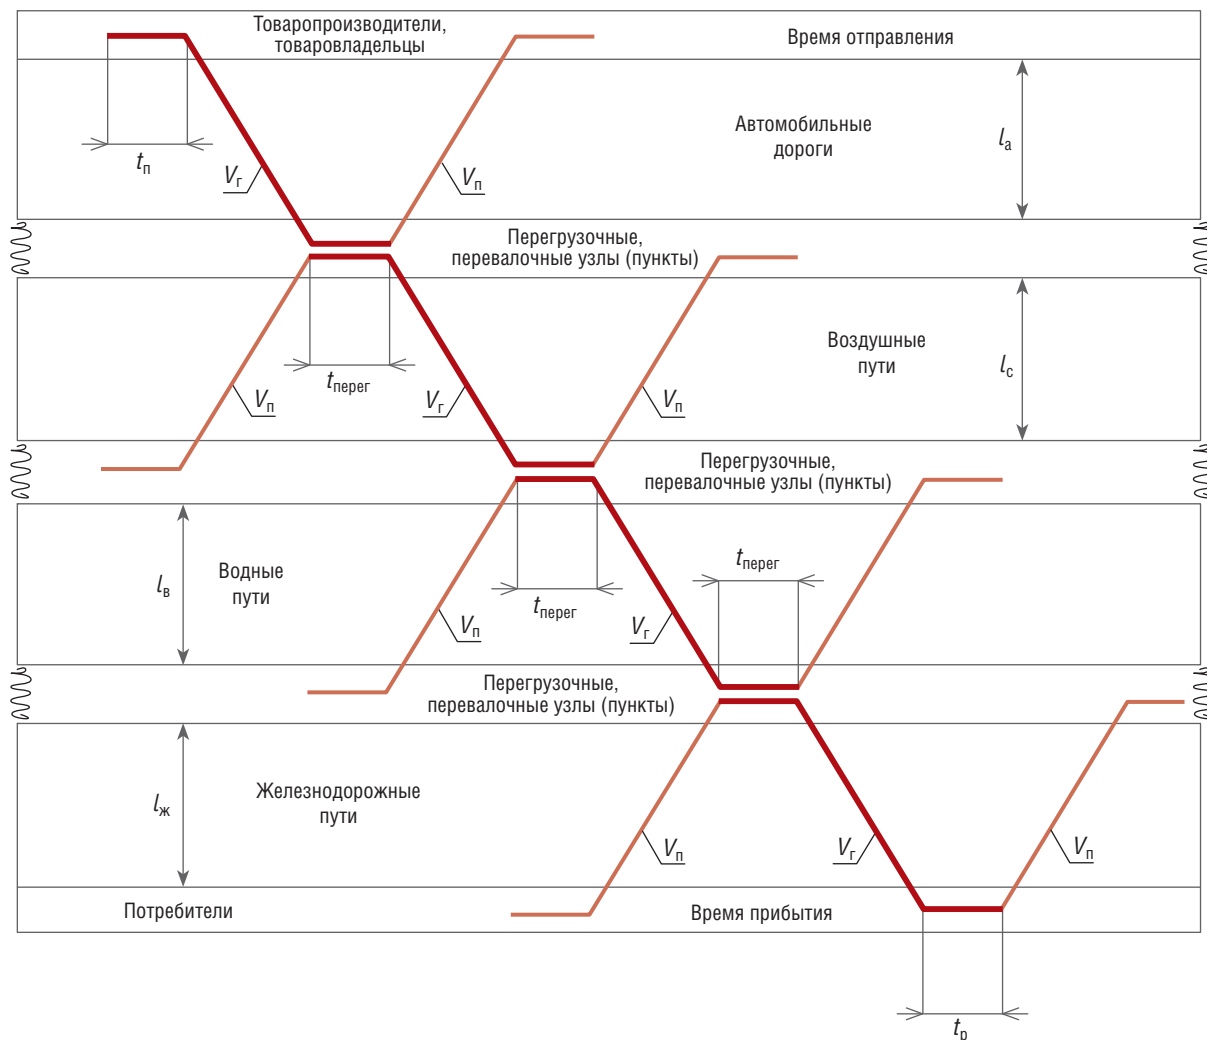 Товаропроизводители,
товаровладельцы
Время отправления
Автомобильные
дороги
lа
tп
Vг
Vп
Перегрузочные,
перевалочные узлы (пункты)
Воздушные
пути
lс
tперег
Vп
Vг
Vп
Перегрузочные,
перевалочные узлы (пункты)
lв
Водные
пути
tперег
tперег
Vп
Vг
Перегрузочные,
перевалочные узлы (пункты)
lж
Железнодорожные
пути
Vп
Vг
Vп
Потребители
Время прибытия
tр